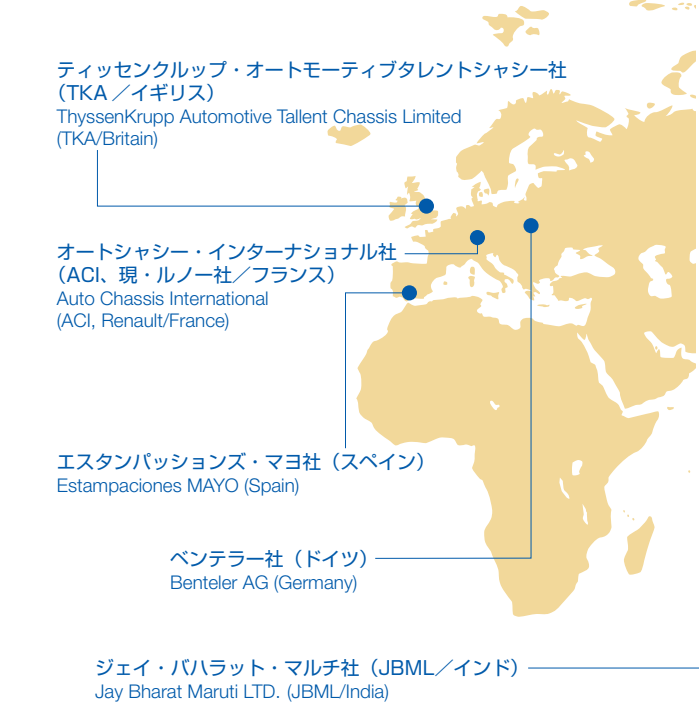 ティッセンクルップ・オートモーティブタレントシャシー社
（TKA／イギリス）
ThyssenKrupp Automotive Tallent Chassis Limited
(TKA/Britain)
オートシャシー・インターナショナル社
（ACI、現・ルノー社／フランス）
Auto Chassis International
(ACI, Renault/France)
エスタンパッションズ・マヨ社（スペイン）
Estampaciones MAYO (Spain)
ベンテラー社（ドイツ）
Benteler AG (Germany)
ジェイ・バハラット・マルチ社（JBML／インド）
Jay Bharat Maruti LTD. (JBML/India)